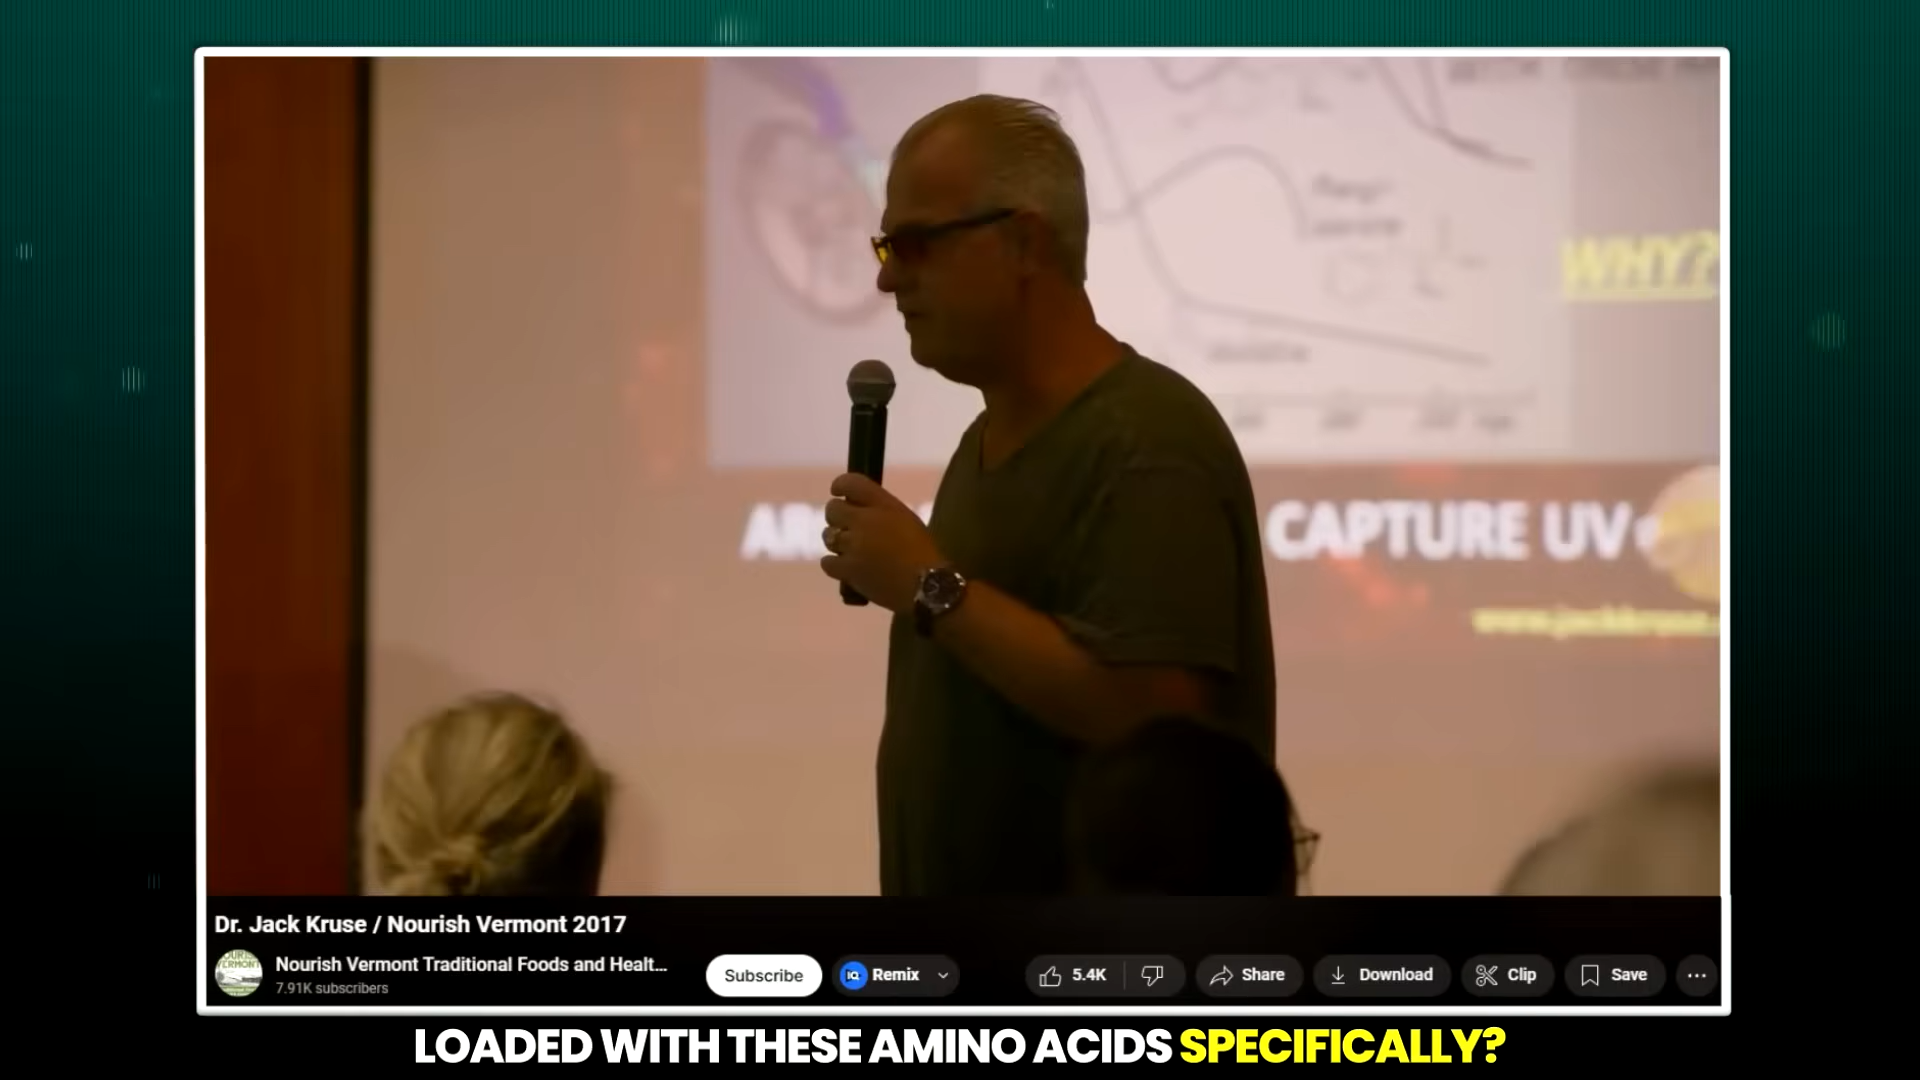 WHY?
CAPTURE UV
Dr. Jack Kruse / Nourish Vermont 2017
Nourish Vermont Traditional Foods and Healt...
7.91K subscribers
Subscribe
Remix
5.4K
Share
Download
Clip
Save
LOADED WITH THESE AMINO ACIDS SPECIFICALLY?